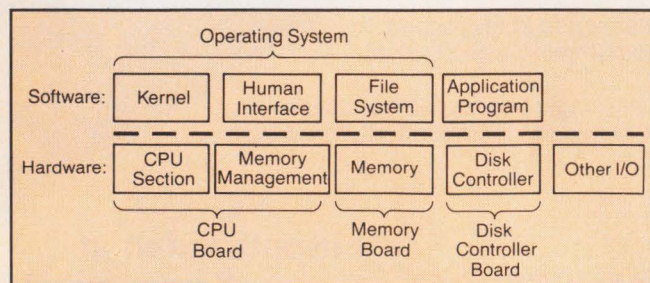 Operating System
Software: Kernel Human Interface File System Application Program
Hardware: CPU Section Memory Management Memory Disk Controller Other I/O
CPU Board Memory Board Disk Controller Board